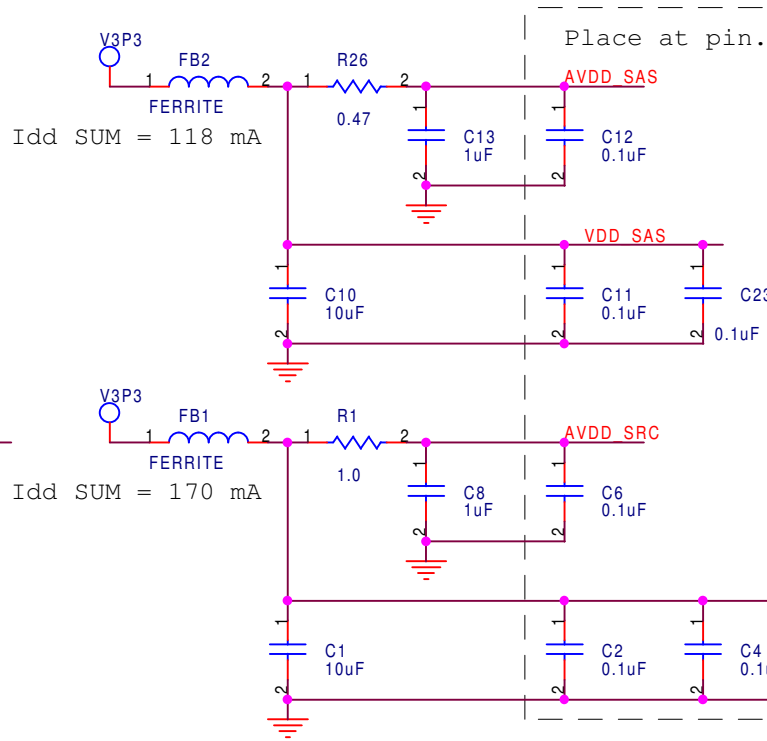 Place at pin.
V3P3
FB2
R26
AVDD_SAS
1 2 1 2
FERRITE
0.47
Idd SUM = 118 mA
1 C13 1 C12
1uF 0.1uF
2 2
VDD_SAS
1 1 1
C10 C11 C23
10uF 0.1uF 0.1uF
2 2 2
V3P3
FB1
R1
AVDD_SRC
1 2 1 2
FERRITE
1.0
Idd SUM = 170 mA
1 C8 1 C6
1uF 0.1uF
2 2
1 1 1
C1 C2 C4
10uF 0.1uF
2 2 2